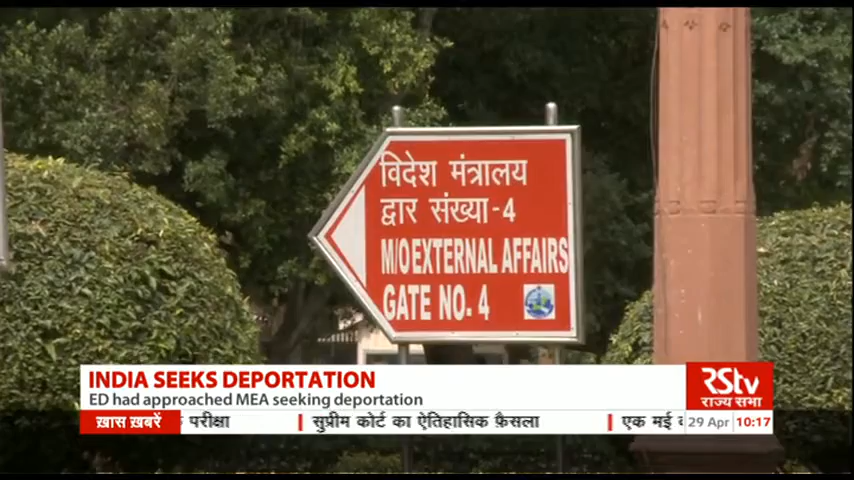 विदेश मंत्रालय
द्वार संख्या-4
M/O EXTERNAL AFFAIRS
GATE NO. 4
INDIA SEEKS DEPORTATION
ED had approached MEA seeking deportation
RStv
राज्य सभा
ख़ास ख़बरें
परीक्षा
सुप्रीम कोर्ट का ऐतिहासिक फ़ैसला
एक मई
29 Apr 10:17